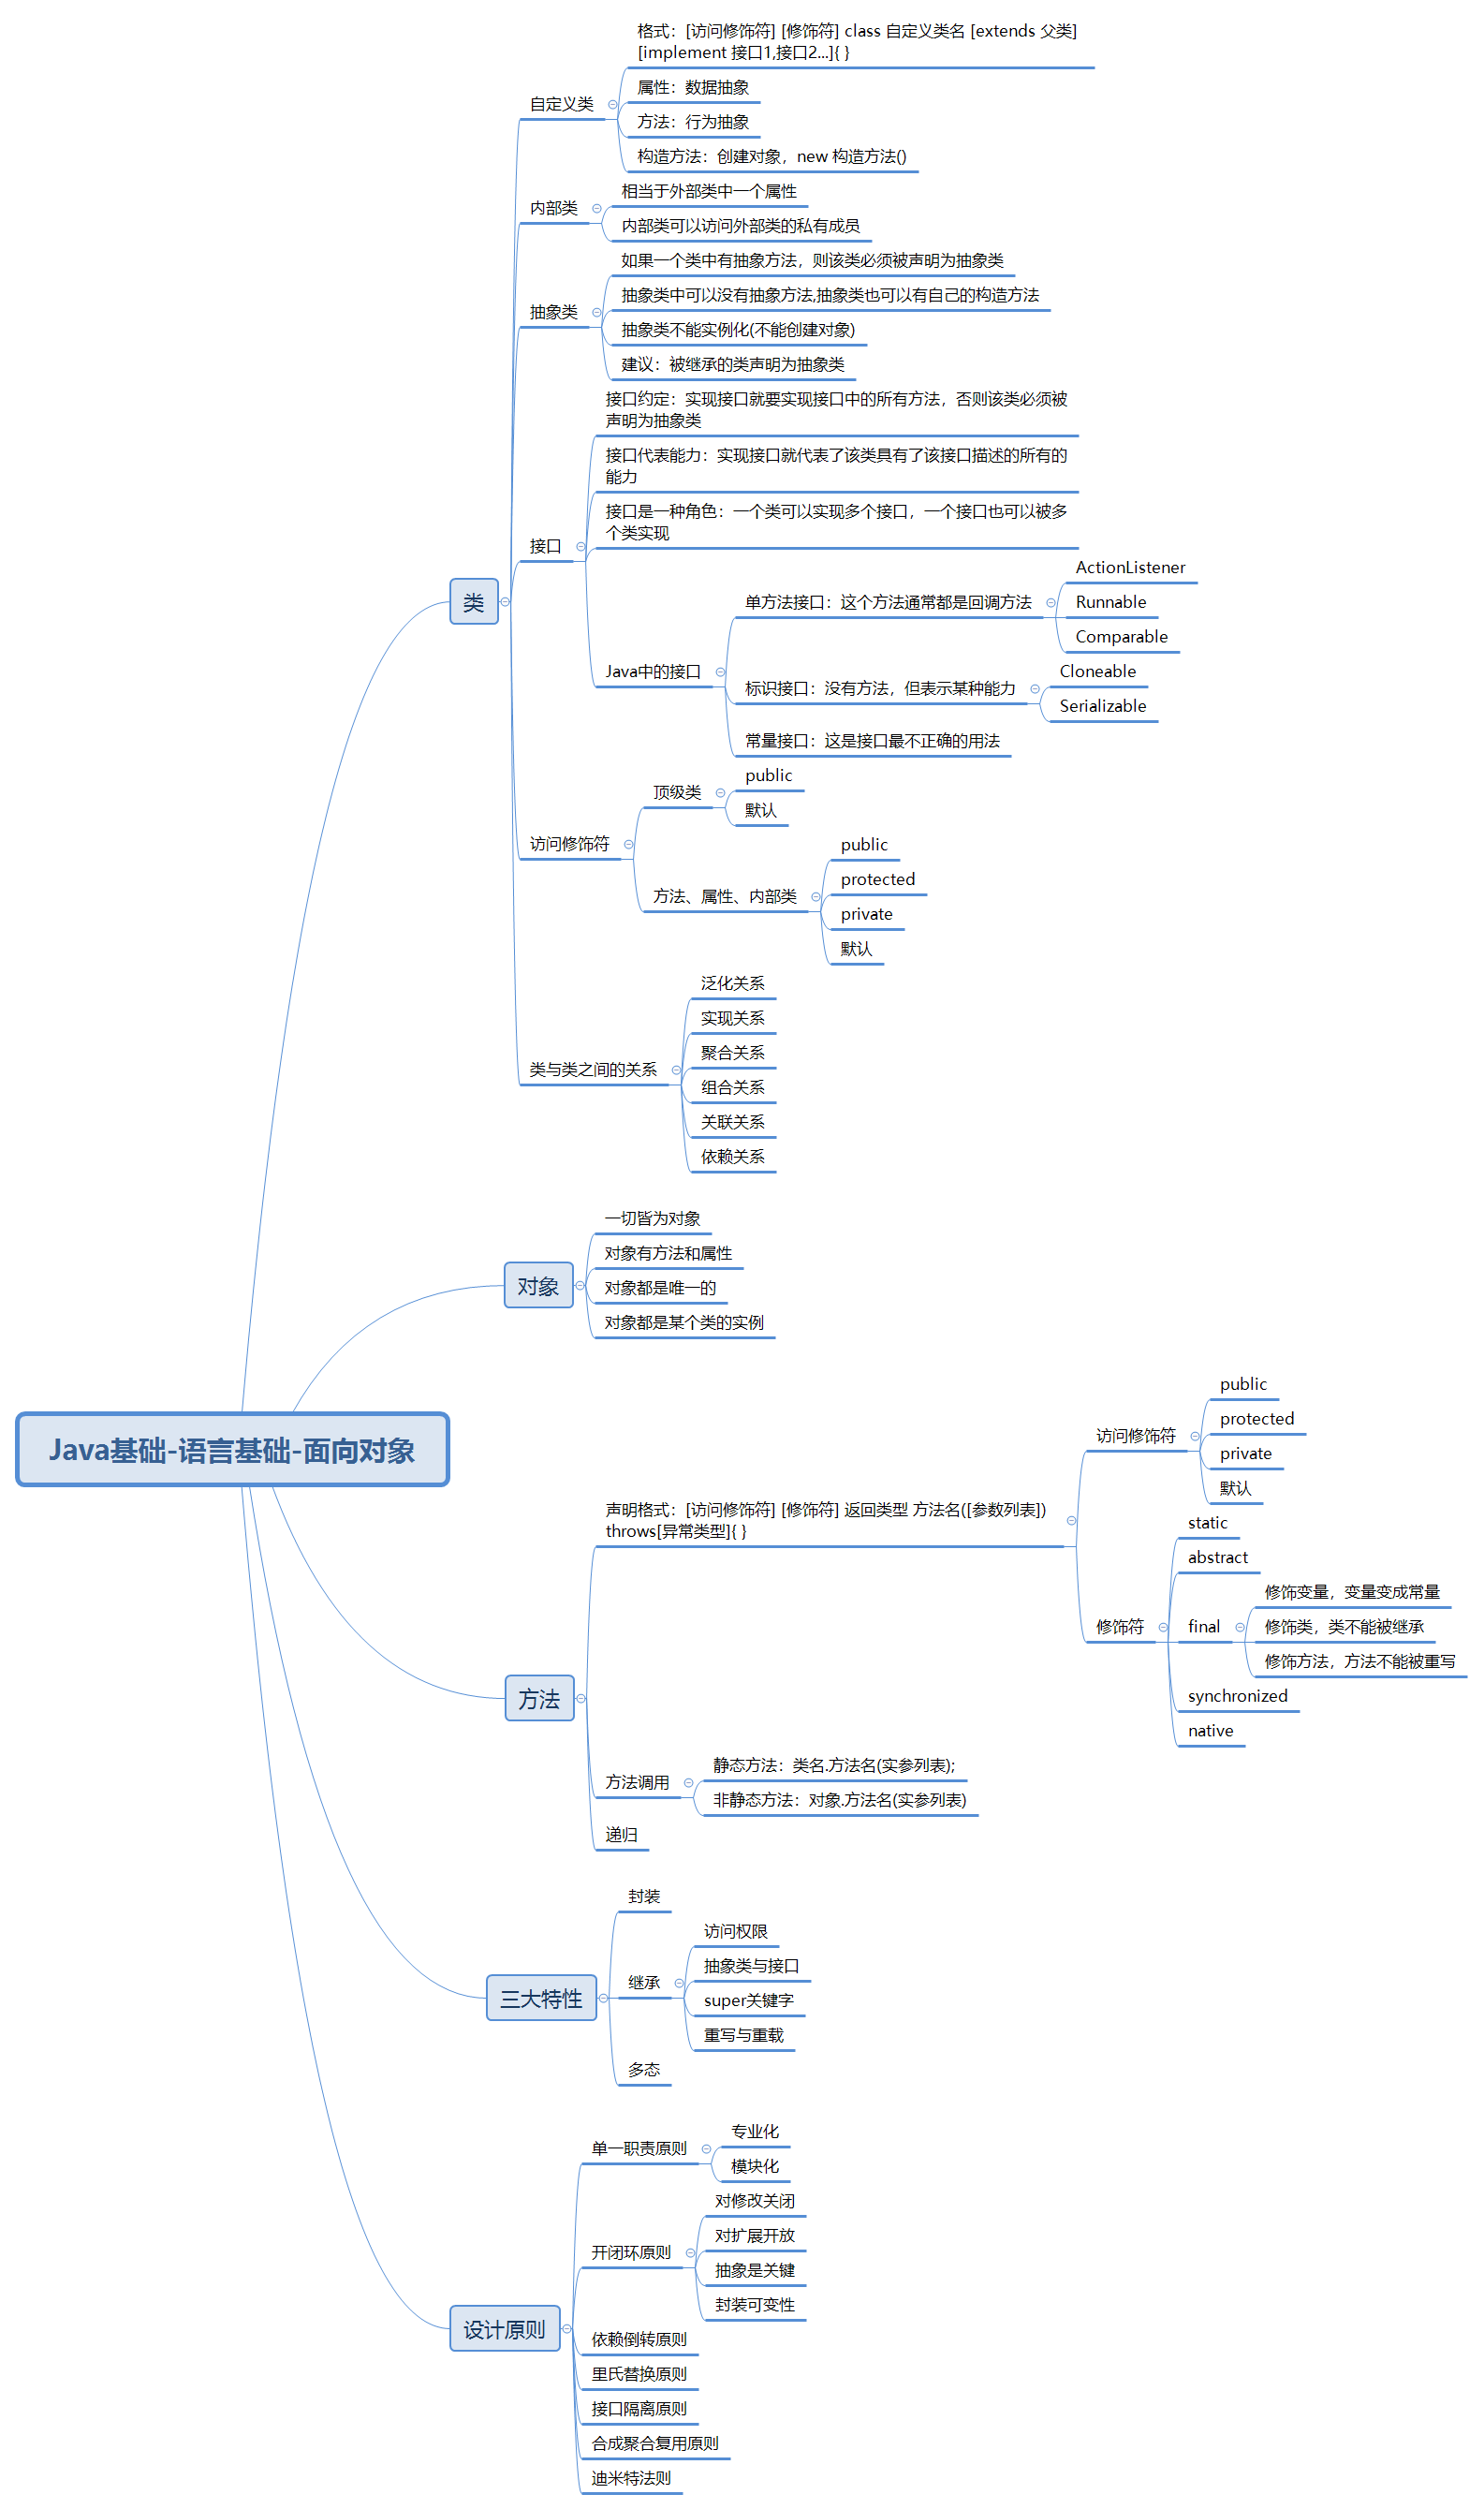 格式：[访问修饰符] [修饰符] class 自定义类名 [extends 父类]
[implement 接口1,接口2...]{ }
属性：数据抽象
自定义类
方法：行为抽象
构造方法：创建对象，new 构造方法()
相当于外部类中一个属性
内部类
内部类可以访问外部类的私有成员
如果一个类中有抽象方法，则该类必须被声明为抽象类
抽象类中可以没有抽象方法,抽象类也可以有自己的构造方法
抽象类
抽象类不能实例化(不能创建对象)
建议：被继承的类声明为抽象类
接口约定：实现接口就要实现接口中的所有方法，否则该类必须被
声明为抽象类
接口代表能力：实现接口就代表了该类具有了该接口描述的所有的
能力
接口是一种角色：一个类可以实现多个接口，一个接口也可以被多
个类实现
接口
ActionListener
单方法接口：这个方法通常都是回调方法
Runnable
类
Comparable
Java中的接口
Cloneable
标识接口：没有方法，但表示某种能力
Serializable
常量接口：这是接口最不正确的用法
public
顶级类
默认
访问修饰符
public
protected
方法、属性、内部类
private
默认
泛化关系
实现关系
聚合关系
类与类之间的关系
组合关系
关联关系
依赖关系
一切皆为对象
对象有方法和属性
对象
对象都是唯一的
对象都是某个类的实例
public
protected
访问修饰符
Java基础-语言基础-面向对象
private
默认
声明格式：[访问修饰符] [修饰符] 返回类型 方法名([参数列表])
throws[异常类型]{ }
static
abstract
修饰变量，变量变成常量
修饰符
final
修饰类，类不能被继承
修饰方法，方法不能被重写
synchronized
方法
native
静态方法：类名.方法名(实参列表);
方法调用
非静态方法：对象.方法名(实参列表)
递归
封装
访问权限
抽象类与接口
继承
三大特性
super关键字
重写与重载
多态
专业化
单一职责原则
模块化
对修改关闭
对扩展开放
开闭环原则
抽象是关键
封装可变性
设计原则
依赖倒转原则
里氏替换原则
接口隔离原则
合成聚合复用原则
迪米特法则